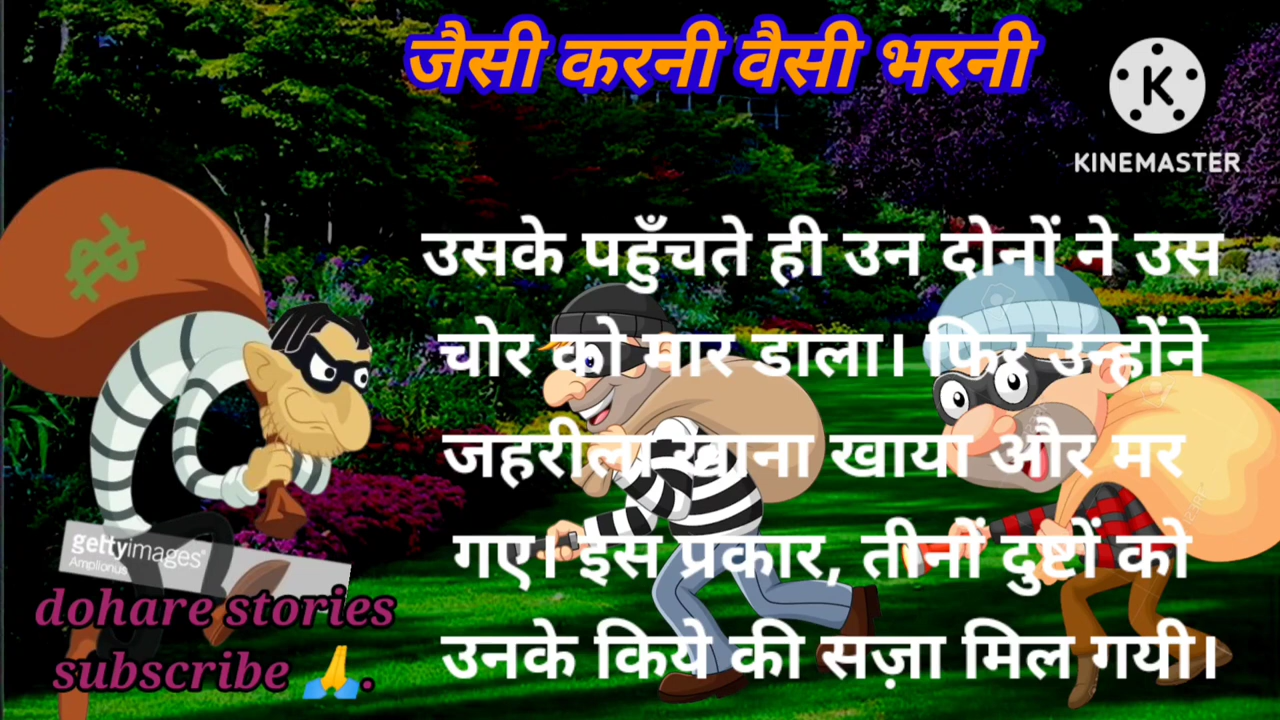 जैसी करनी वैसी भरनी
K
KINEMASTER
उसके पहुँचते ही उन दोनों ने उस
चोर को मार डाला। फिर उन्होंने
जहरीला खाना खाया और मर
गए। इस प्रकार, तीनों दुष्टों को
उनके किये की सज़ा मिल गयी।
gettyimages®
Amplionus
dohare stories
subscribe 🙏.